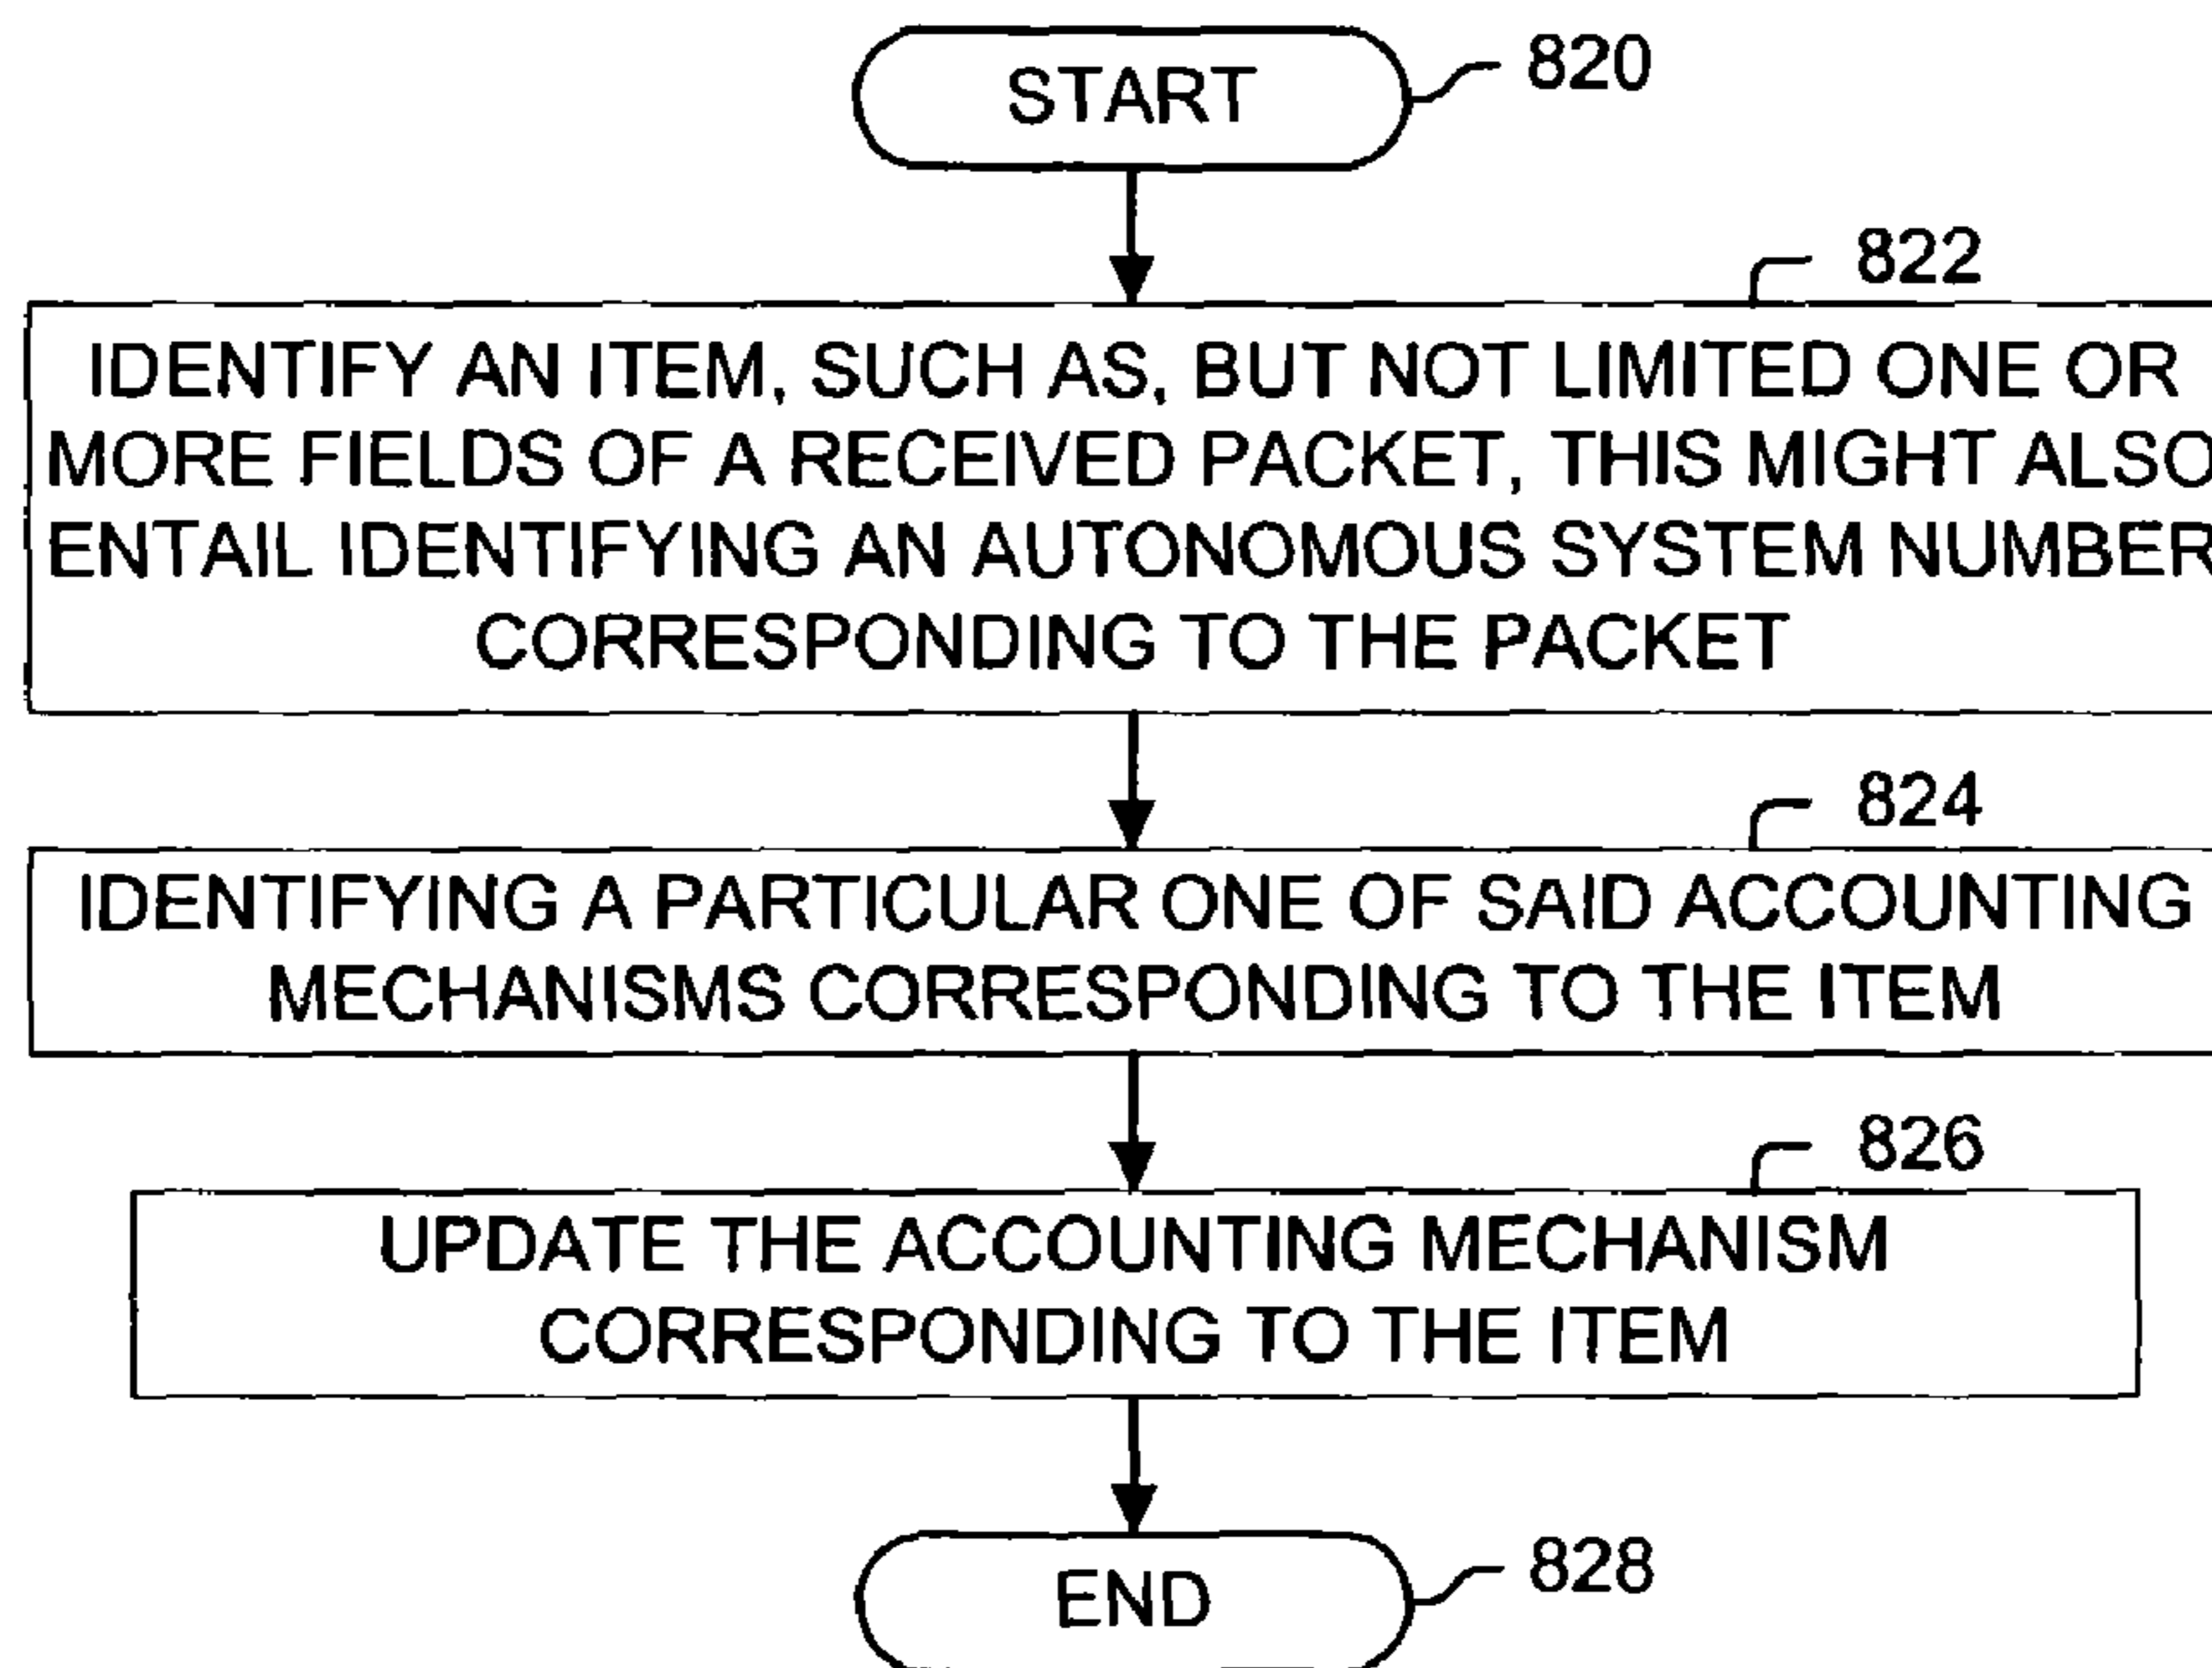 START
820
822
IDENTIFY AN ITEM, SUCH AS, BUT NOT LIMITED ONE OR
MORE FIELDS OF A RECEIVED PACKET, THIS MIGHT ALSO
ENTAIL IDENTIFYING AN AUTONOMOUS SYSTEM NUMBER
CORRESPONDING TO THE PACKET
824
IDENTIFYING A PARTICULAR ONE OF SAID ACCOUNTING
MECHANISMS CORRESPONDING TO THE ITEM
826
UPDATE THE ACCOUNTING MECHANISM
CORRESPONDING TO THE ITEM
END
828